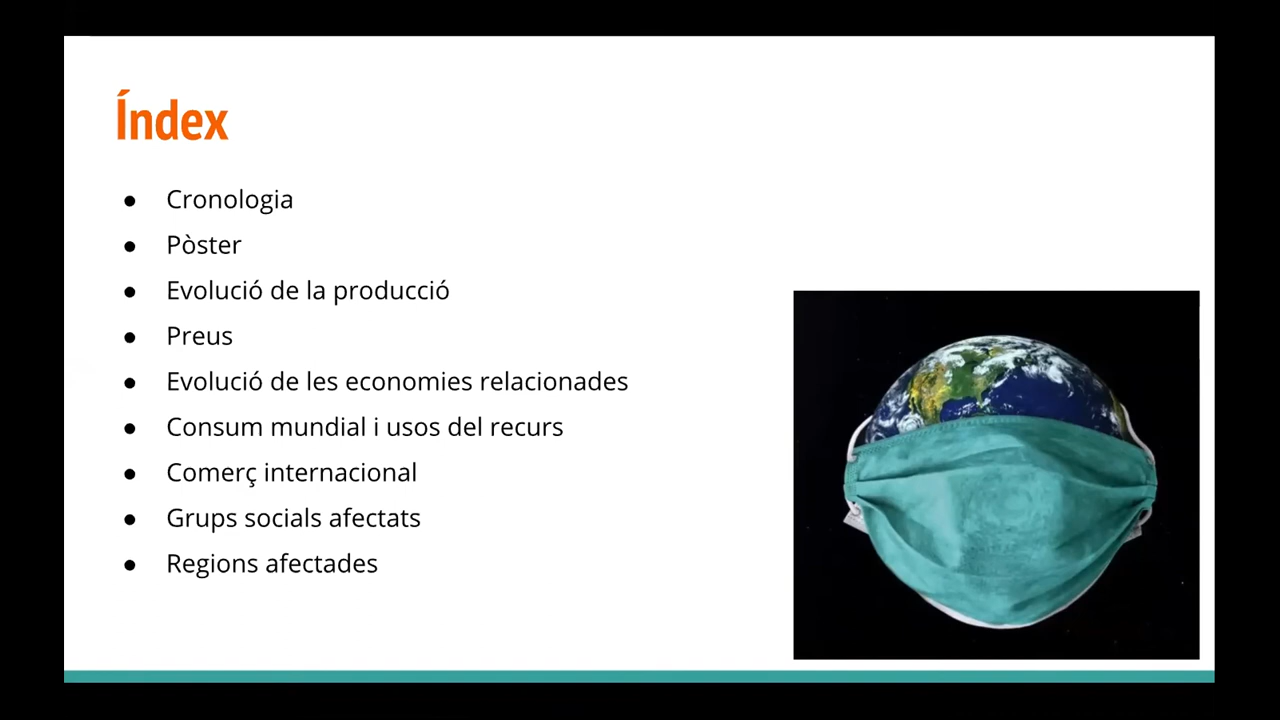 Índex
● Cronologia
● Pòster
● Evolució de la producció
● Preus
● Evolució de les economies relacionades
● Consum mundial i usos del recurs
● Comerç internacional
● Grups socials afectats
● Regions afectades